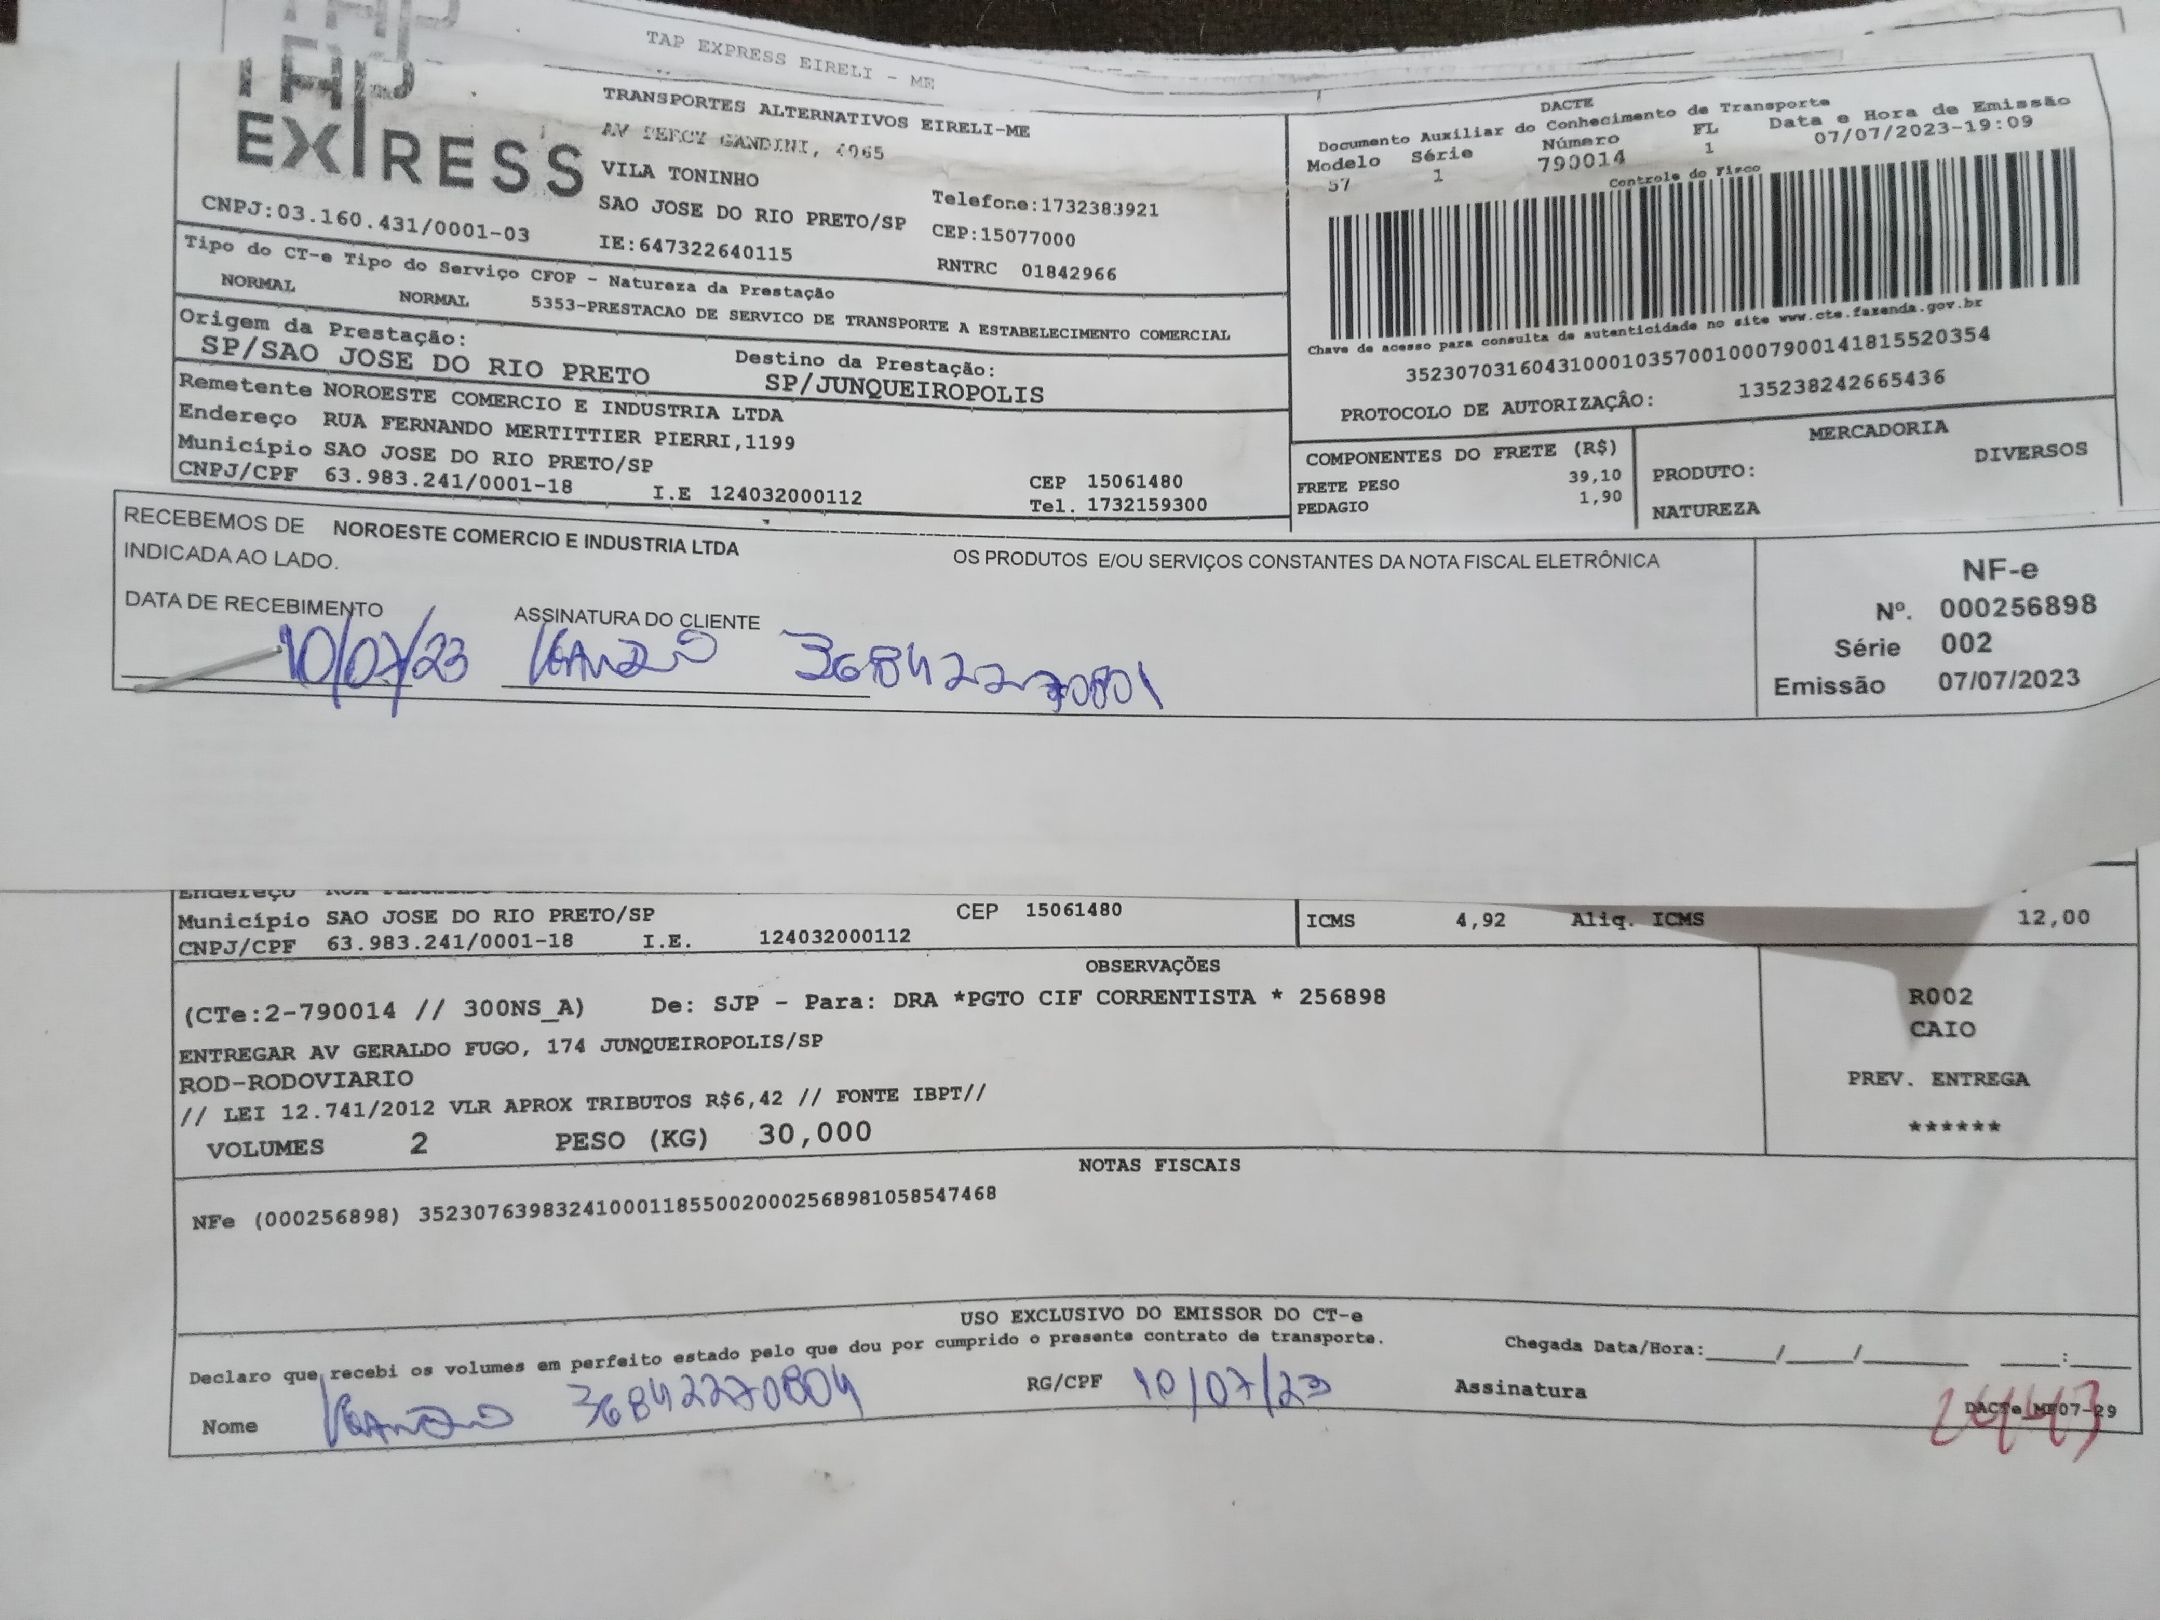 TAP EXPRESS EIRELI - ME
TAP
EXPRESS
TRANSPORTES ALTERNATIVOS EIRELI-ME
AV PERCY GANDINI, 4065
VILA TONINHO
SAO JOSE DO RIO PRETO/SP
IE:647322640115
Telefone:1732383921
CEP:15077000
RNTRC 01842966
CNPJ:03.160.431/0001-03
DACTE
Documento Auxiliar do Conhecimento de Transporte
Modelo Série Número FL Data e Hora de Emissão
57 1 790014 1 07/07/2023-19:09
Controle do Fisco
Chave de acesso para consulta de autenticidade no site www.cte.fazenda.gov.br
35230703160431000103570010007900141815520354
PROTOCOLO DE AUTORIZAÇÃO: 135238242665436
Tipo do CT-e Tipo do Serviço CFOP - Natureza da Prestação
NORMAL NORMAL 5353-PRESTACAO DE SERVICO DE TRANSPORTE A ESTABELECIMENTO COMERCIAL
Origem da Prestação: Destino da Prestação:
SP/SAO JOSE DO RIO PRETO SP/JUNQUEIROPOLIS
Remetente NOROESTE COMERCIO E INDUSTRIA LTDA
Endereço RUA FERNANDO MERTITTIER PIERRI,1199
Município SAO JOSE DO RIO PRETO/SP CEP 15061480
CNPJ/CPF 63.983.241/0001-18 I.E 124032000112 Tel. 1732159300
COMPONENTES DO FRETE (R$)
FRETE PESO 39,10
PEDAGIO 1,90
MERCADORIA
PRODUTO: DIVERSOS
NATUREZA
RECEBEMOS DE NOROESTE COMERCIO E INDUSTRIA LTDA OS PRODUTOS E/OU SERVIÇOS CONSTANTES DA NOTA FISCAL ELETRÔNICA
INDICADA AO LADO.
DATA DE RECEBIMENTO ASSINATURA DO CLIENTE
10/07/23 36842270801
NF-e
Nº. 000256898
Série 002
Emissão 07/07/2023
Endereço
Município SAO JOSE DO RIO PRETO/SP CEP 15061480
CNPJ/CPF 63.983.241/0001-18 I.E. 124032000112
ICMS 4,92 Aliq. ICMS 12,00
OBSERVAÇÕES
(CTe:2-790014 // 300NS_A) De: SJP - Para: DRA *PGTO CIF CORRENTISTA * 256898
ENTREGAR AV GERALDO FUGO, 174 JUNQUEIROPOLIS/SP
ROD-RODOVIARIO
// LEI 12.741/2012 VLR APROX TRIBUTOS R$6,42 // FONTE IBPT//
VOLUMES 2 PESO (KG) 30,000
R002
CAIO
PREV. ENTREGA
******
NOTAS FISCAIS
NFe (000256898) 35230763983241000118550020002568981058547468
USO EXCLUSIVO DO EMISSOR DO CT-e
Declaro que recebi os volumes em perfeito estado pelo que dou por cumprido o presente contrato de transporte. Chegada Data/Hora:____/____/______ ___:___
Nome 36842270801 RG/CPF 10/07/23 Assinatura